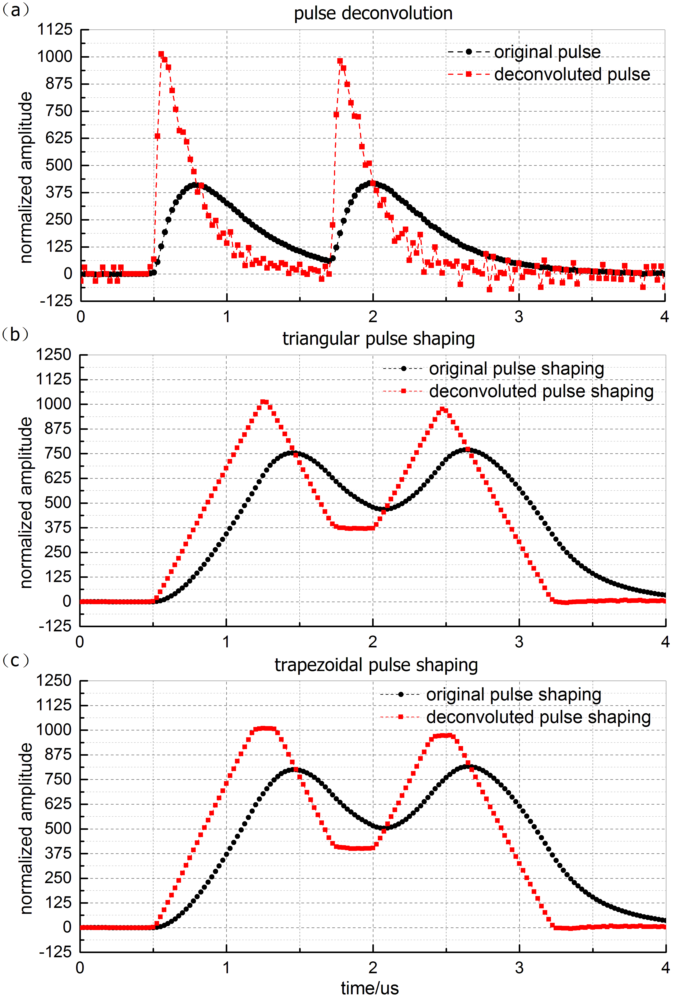 （a）
pulse deconvolution
normalized amplitude
1125
1000
875
750
625
500
375
250
125
0
-125
original pulse
deconvoluted pulse
0 1 2 3 4
（b）
triangular pulse shaping
normalized amplitude
1250
1125
1000
875
750
625
500
375
250
125
0
-125
original pulse shaping
deconvoluted pulse shaping
0 1 2 3 4
（c）
trapezoidal pulse shaping
normalized amplitude
1250
1125
1000
875
750
625
500
375
250
125
0
-125
original pulse shaping
deconvoluted pulse shaping
0 1 2 3 4
time/us